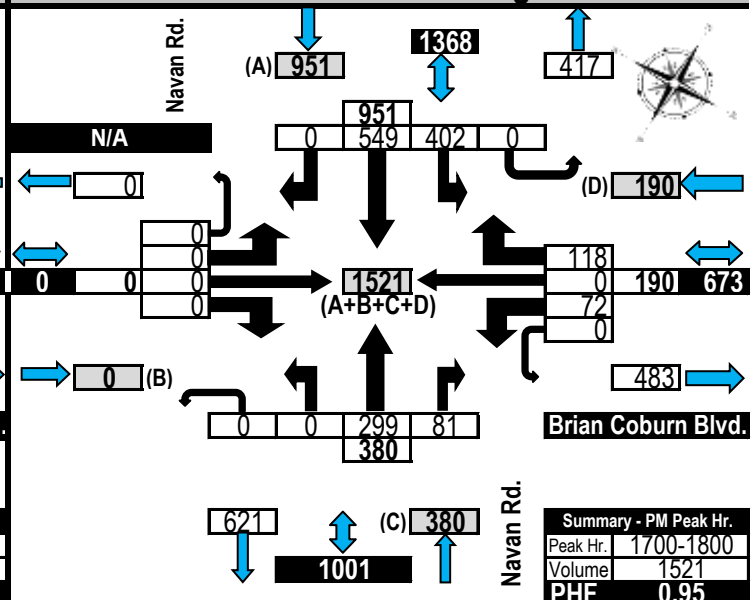 Navan Rd.
(A) 951
1368
417
N/A
951
0 549 402 0
0
(D) 190
0
0
0
0
0 0
1521
(A+B+C+D)
118
0
72
0
190 673
0 (B)
483
0 0 299 81
380
Brian Coburn Blvd.
621
(C) 380
1001
Navan Rd.
Summary - PM Peak Hr.
Peak Hr. 1700-1800
Volume 1521
PHF 0.95